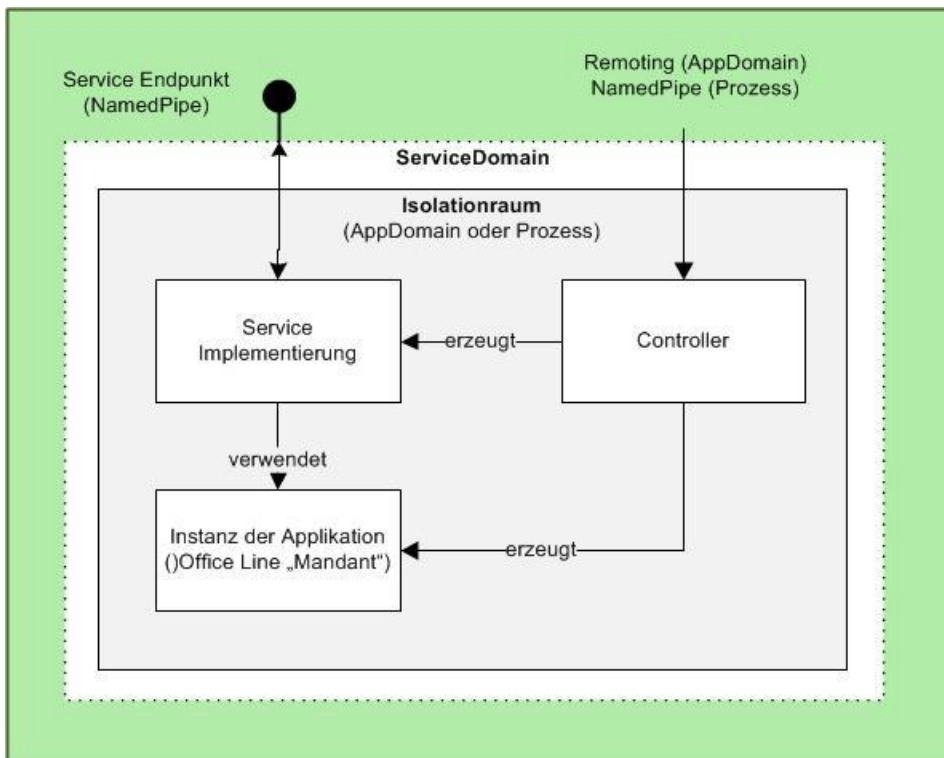 Service Endpunkt
(NamedPipe)
Remoting (AppDomain)
NamedPipe (Prozess)
ServiceDomain
Isolationraum
(AppDomain oder Prozess)
Service
Implementierung
erzeugt
Controller
verwendet
Instanz der Applikation
()Office Line „Mandant“)
erzeugt